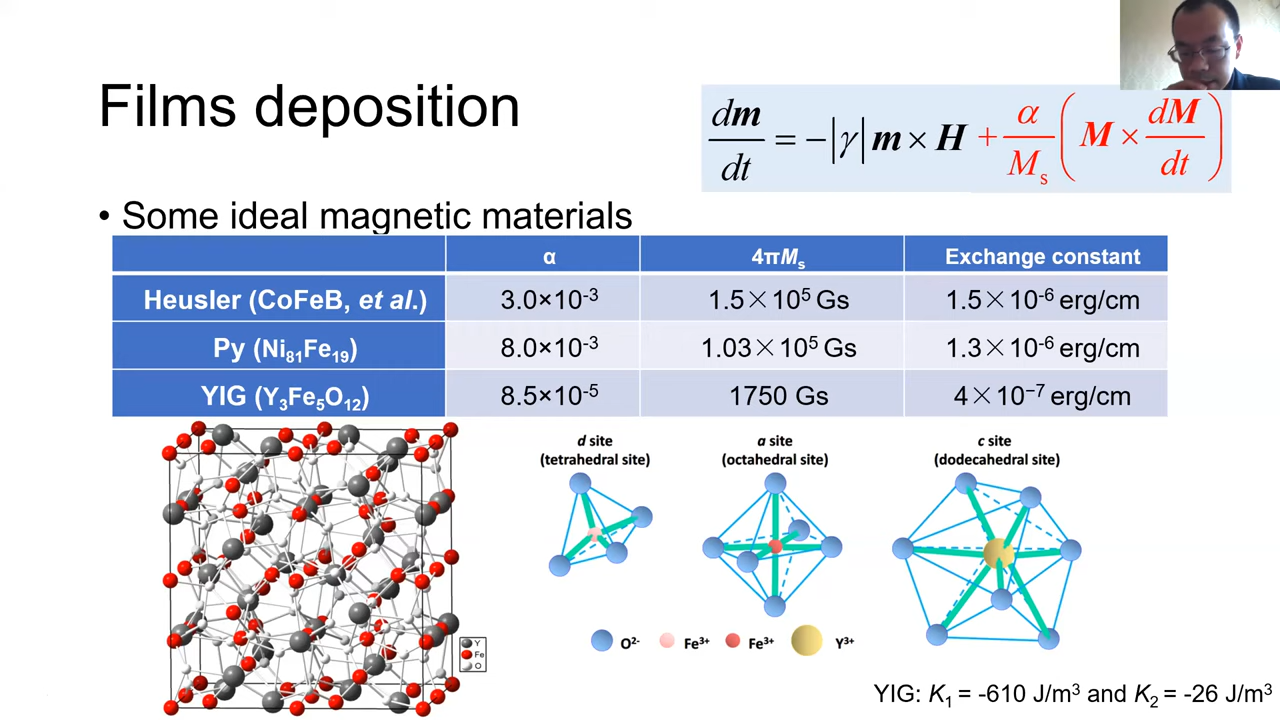 Films deposition
dm/dt = −|γ| m × H + α/Ms ( M × dM/dt )
• Some ideal magnetic materials
α 4πMs Exchange constant
Heusler (CoFeB, et al.) 3.0×10-3 1.5×105 Gs 1.5×10-6 erg/cm
Py (Ni81Fe19) 8.0×10-3 1.03×105 Gs 1.3×10-6 erg/cm
YIG (Y3Fe5O12) 8.5×10-5 1750 Gs 4×10−7 erg/cm
d site
(tetrahedral site)
a site
(octahedral site)
c site
(dodecahedral site)
Y
Fe
O
O2- Fe3+ Fe3+ Y3+
YIG: K1 = -610 J/m3 and K2 = -26 J/m3